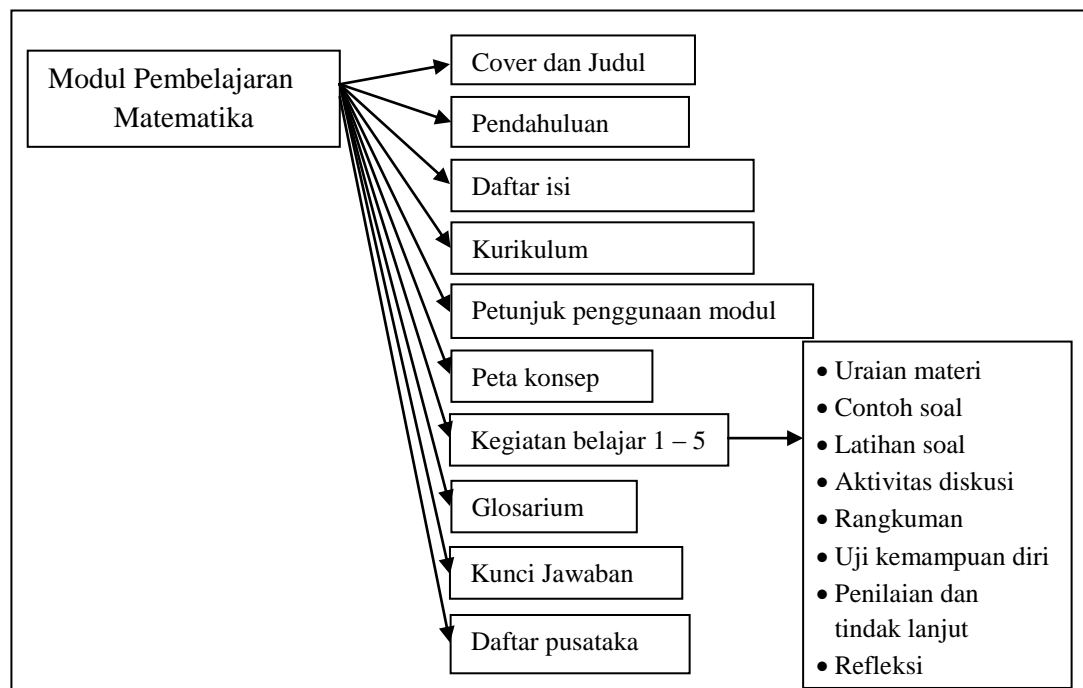 Modul Pembelajaran
Matematika
Cover dan Judul
Pendahuluan
Daftar isi
Kurikulum
Petunjuk penggunaan modul
Peta konsep
Kegiatan belajar 1 – 5
Glosarium
Kunci Jawaban
Daftar pusataka
• Uraian materi
• Contoh soal
• Latihan soal
• Aktivitas diskusi
• Rangkuman
• Uji kemampuan diri
• Penilaian dan
tindak lanjut
• Refleksi